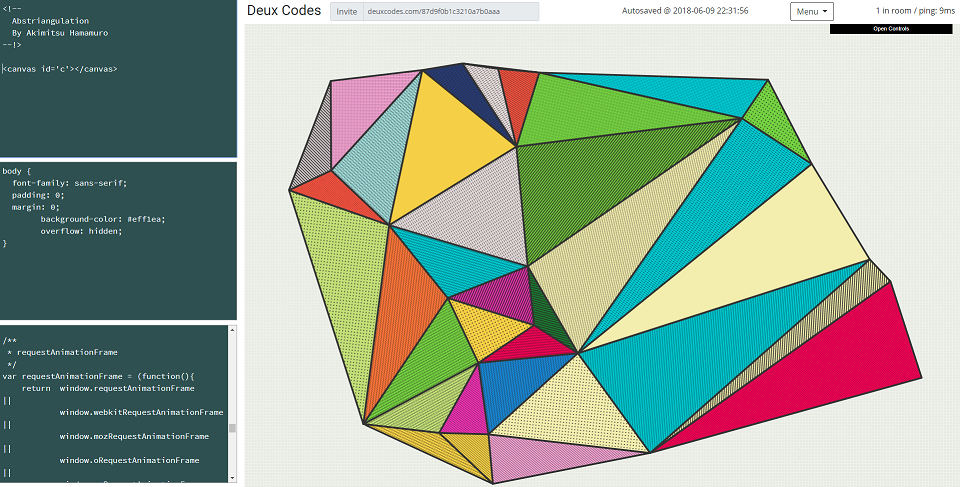 Deux Codes
Invite
deuxcodes.com/87d9f0b1c3210a7b0aaa
Autosaved @ 2018-06-09 22:31:56
Menu
1 in room / ping: 9ms
Open Controls
<!--
Abstriangulation
By Akimitsu Hamamuro
--!>
<canvas id='c'></canvas>
body {
font-family: sans-serif;
padding: 0;
margin: 0;
background-color: #eff1ea;
overflow: hidden;
}
/**
* requestAnimationFrame
*/
var requestAnimationFrame = (function(){
return window.requestAnimationFrame
||
window.webkitRequestAnimationFrame
||
window.mozRequestAnimationFrame
||
window.oRequestAnimationFrame
||